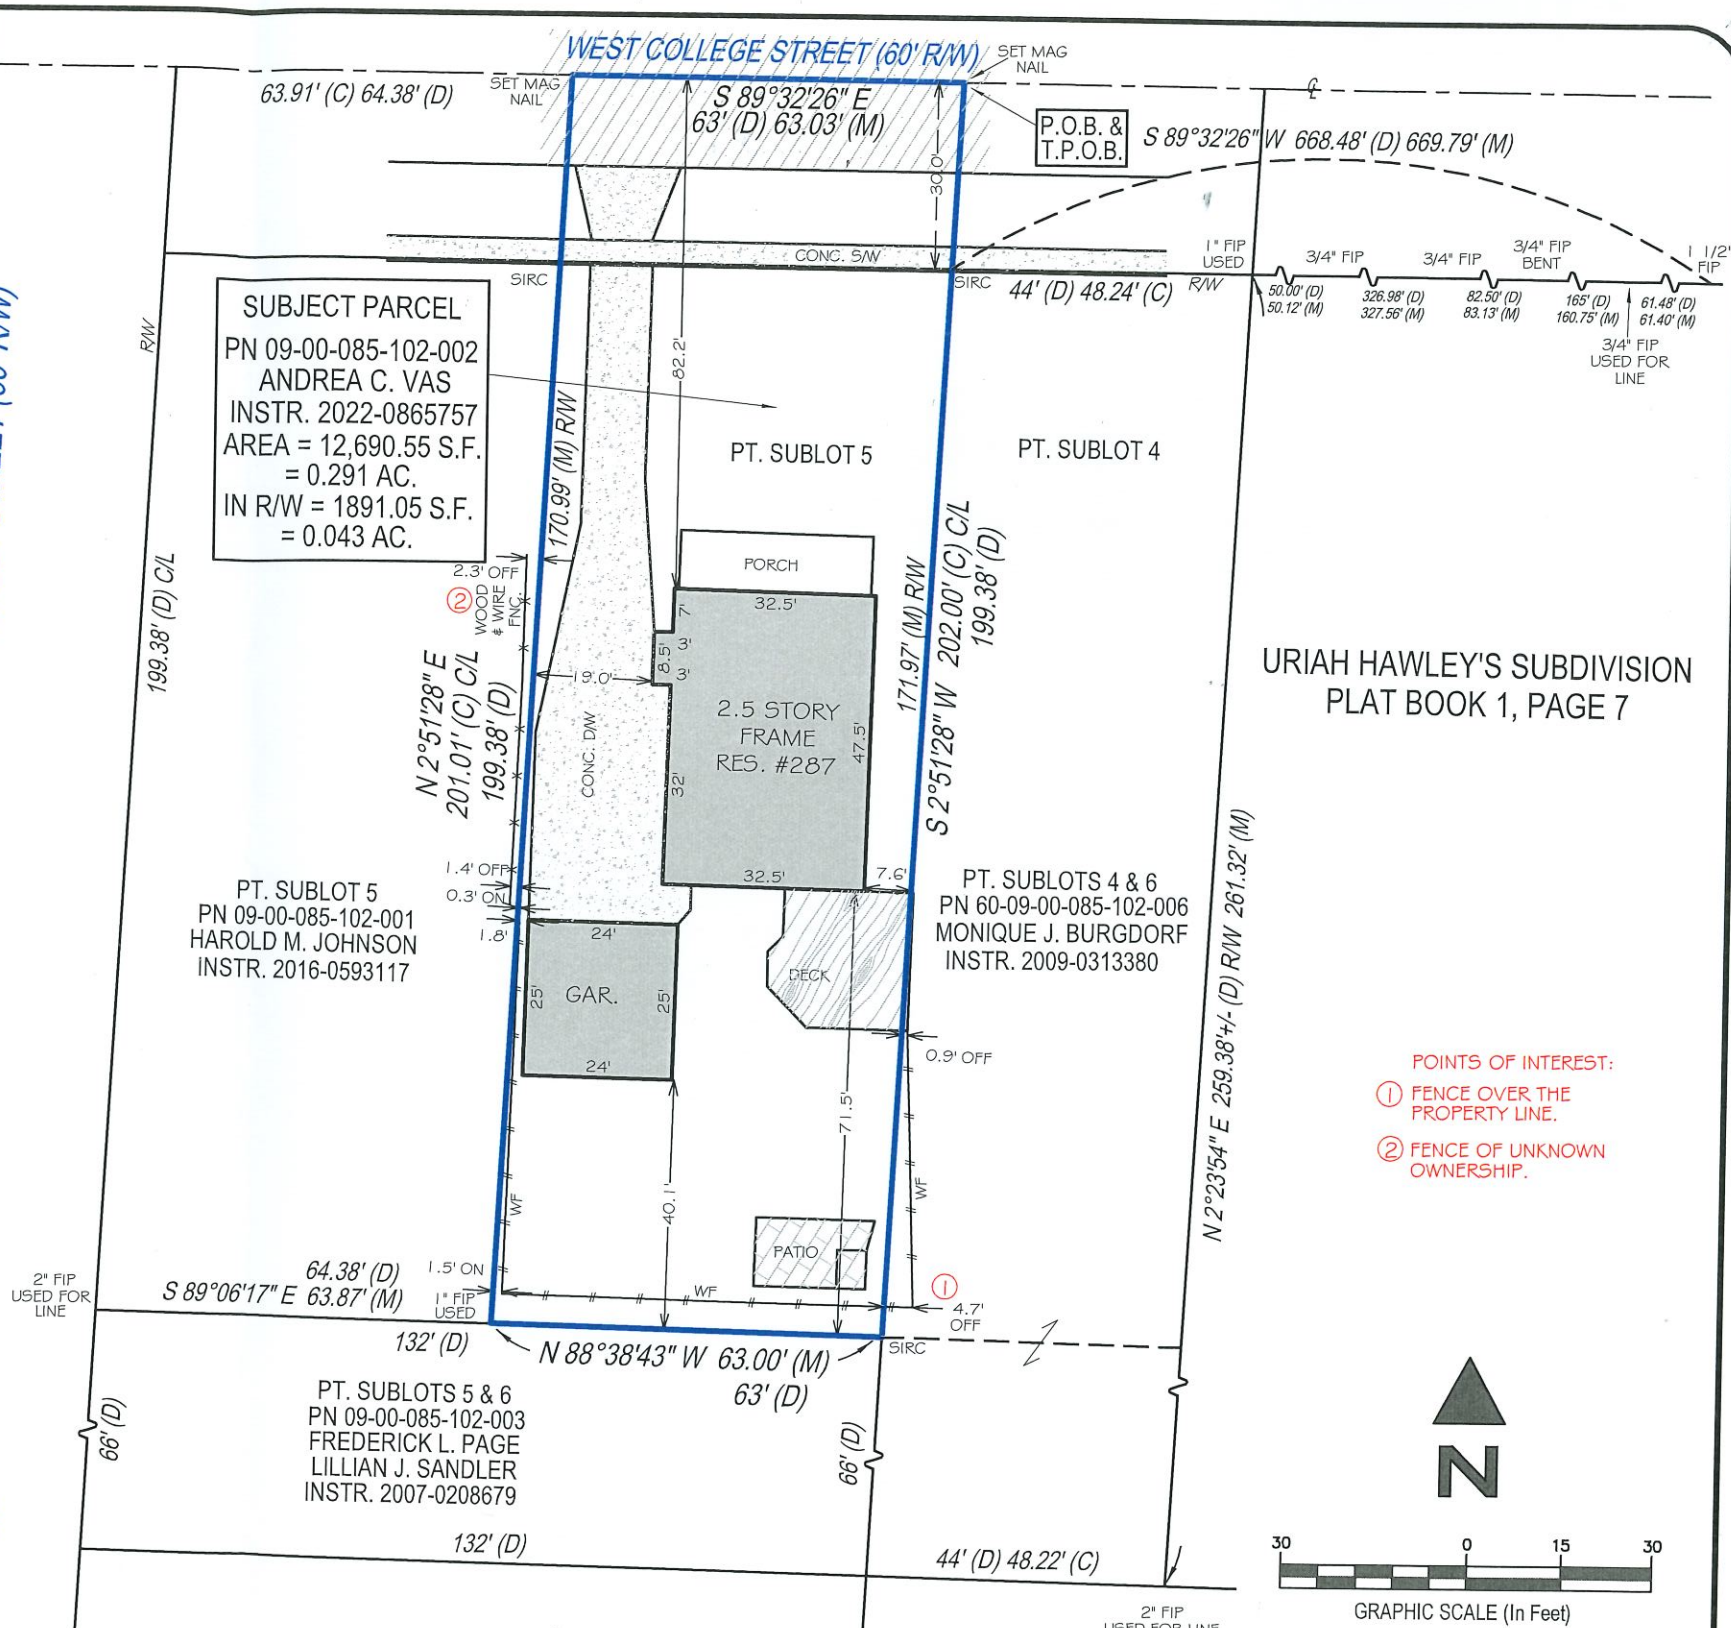 WEST COLLEGE STREET (60' R/W)
SET MAG
NAIL
SET MAG
NAIL
63.91' (C) 64.38' (D)
S 89°32'26" E
63' (D) 63.03' (M)
P.O.B. &
T.P.O.B.
S 89°32'26" W 668.48' (D) 669.79' (M)
30.0'
CONC. S/W
SIRC
SIRC
44' (D) 48.24' (C)
R/W
1" FIP
USED
3/4" FIP
3/4" FIP
3/4" FIP
BENT
1 1/2"
FIP
50.00' (D)
50.12' (M)
326.98' (D)
327.56' (M)
82.50' (D)
83.13' (M)
165' (D)
160.75' (M)
61.48' (D)
61.40' (M)
3/4" FIP
USED FOR
LINE
R/W
SUBJECT PARCEL
PN 09-00-085-102-002
ANDREA C. VAS
INSTR. 2022-0865757
AREA = 12,690.55 S.F.
= 0.291 AC.
IN R/W = 1891.05 S.F.
= 0.043 AC.
82.2'
170.99' (M) R/W
PT. SUBLOT 5
PT. SUBLOT 4
199.38' (D) C/L
2.3' OFF
2
WOOD
& WIRE
FNC.
PORCH
32.5'
7'
3'
8.5'
3'
19.0'
2.5 STORY
FRAME
RES. #287
47.5'
32'
32.5'
7.6'
CONC. D/W
N 2°51'28" E
201.01' (C) C/L
199.38' (D)
171.97' (M) R/W
S 2°51'28" W 202.00' (C) C/L
199.38' (D)
URIAH HAWLEY'S SUBDIVISION
PLAT BOOK 1, PAGE 7
1.4' OFF
0.3' ON
1.8'
PT. SUBLOT 5
PN 09-00-085-102-001
HAROLD M. JOHNSON
INSTR. 2016-0593117
PT. SUBLOTS 4 & 6
PN 60-09-00-085-102-006
MONIQUE J. BURGDORF
INSTR. 2009-0313380
24'
25'
GAR.
25'
24'
DECK
0.9' OFF
71.5'
40.1'
WF
WF
N 2°23'54" E 259.38'+/- (D) R/W 261.32' (M)
POINTS OF INTEREST:
1 FENCE OVER THE
PROPERTY LINE.
2 FENCE OF UNKNOWN
OWNERSHIP.
PATIO
2" FIP
USED FOR
LINE
64.38' (D)
S 89°06'17" E 63.87' (M)
1.5' ON
1" FIP
USED
WF
1
4.7'
OFF
132' (D)
N 88°38'43" W 63.00' (M)
63' (D)
SIRC
PT. SUBLOTS 5 & 6
PN 09-00-085-102-003
FREDERICK L. PAGE
LILLIAN J. SANDLER
INSTR. 2007-0208679
66' (D)
66' (D)
132' (D)
44' (D) 48.22' (C)
N
30 0 15 30
GRAPHIC SCALE (In Feet)
2" FIP
USED FOR LINE